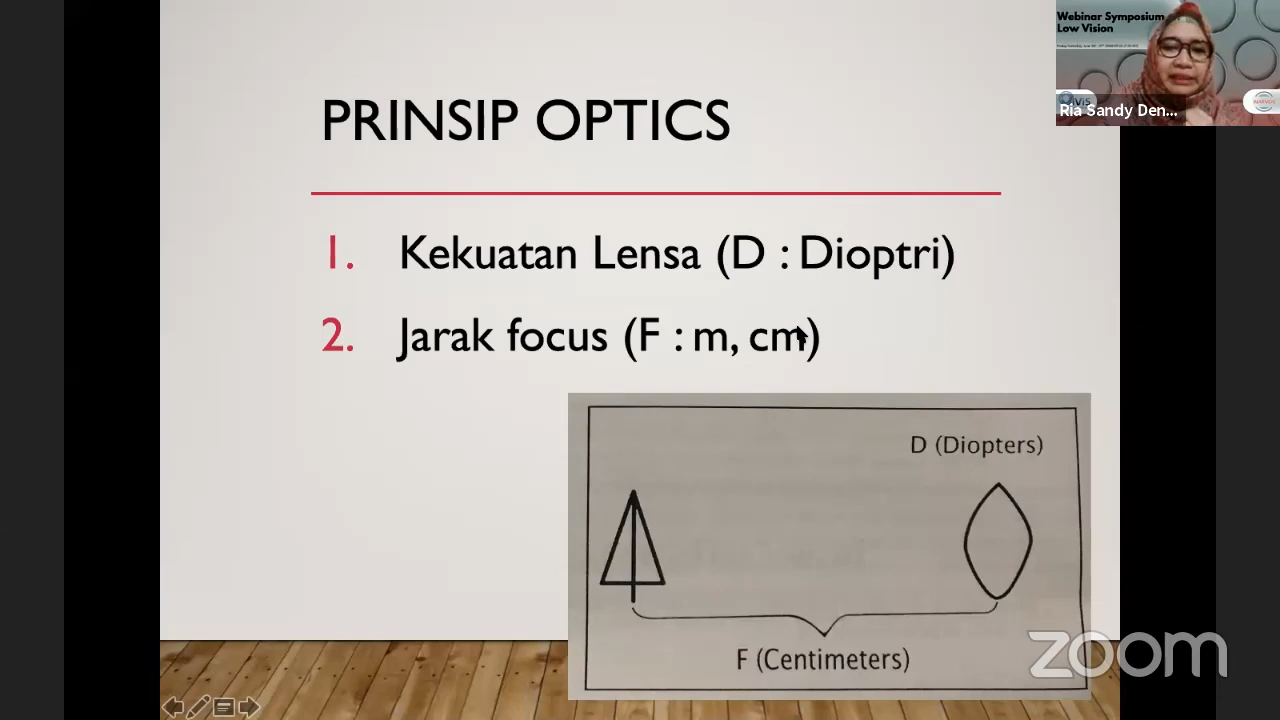 PRINSIP OPTICS
1. Kekuatan Lensa (D : Dioptri)
2. Jarak focus (F : m, cm)
D (Diopters)
F (Centimeters)
Webinar Symposium
Low Vision
Ria Sandy Den...
zoom